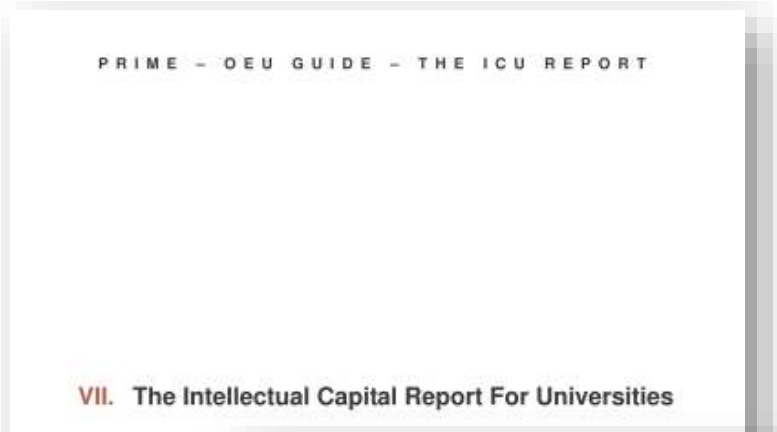 PRIME – OEU GUIDE – THE ICU REPORT
VII. The Intellectual Capital Report For Universities